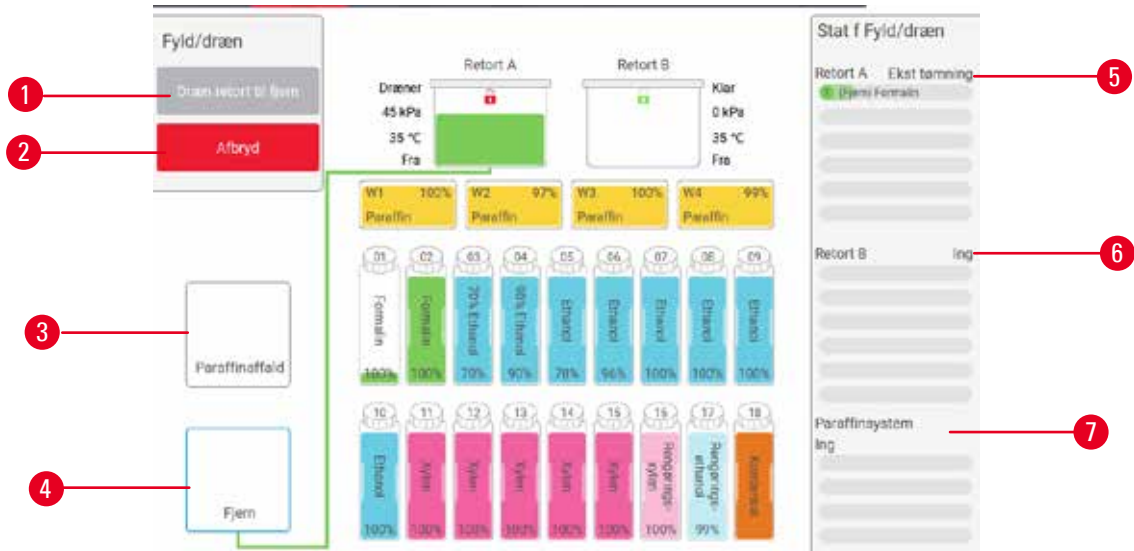 Fyld/dræn
Dræn retort til fjern
Afbryd
1
2
3
Paraffinaffald
4
Fjern
Retort A
Retort B
Dræner
45 kPa
35 °C
Fra
Klar
0 kPa
35 °C
Fra
W1 100%
Paraffin
W2 97%
Paraffin
W3 100%
Paraffin
W4 99%
Paraffin
01
Formalin
100%
02
Formalin
100%
03
70% Ethanol
70%
04
90% Ethanol
90%
05
Ethanol
78%
06
Ethanol
96%
07
Ethanol
100%
08
Ethanol
100%
09
Ethanol
100%
10
Ethanol
100%
11
Xylen
100%
12
Xylen
100%
13
Xylen
100%
14
Xylen
100%
15
Xylen
100%
16
Rengørings-
xylen
100%
17
Rengørings-
ethanol
99%
18
Stat f Fyld/dræn
Retort A Ekst tømning
(Fjern) Formalin
5
Retort B Ing
6
Paraffinsystem
Ing
7